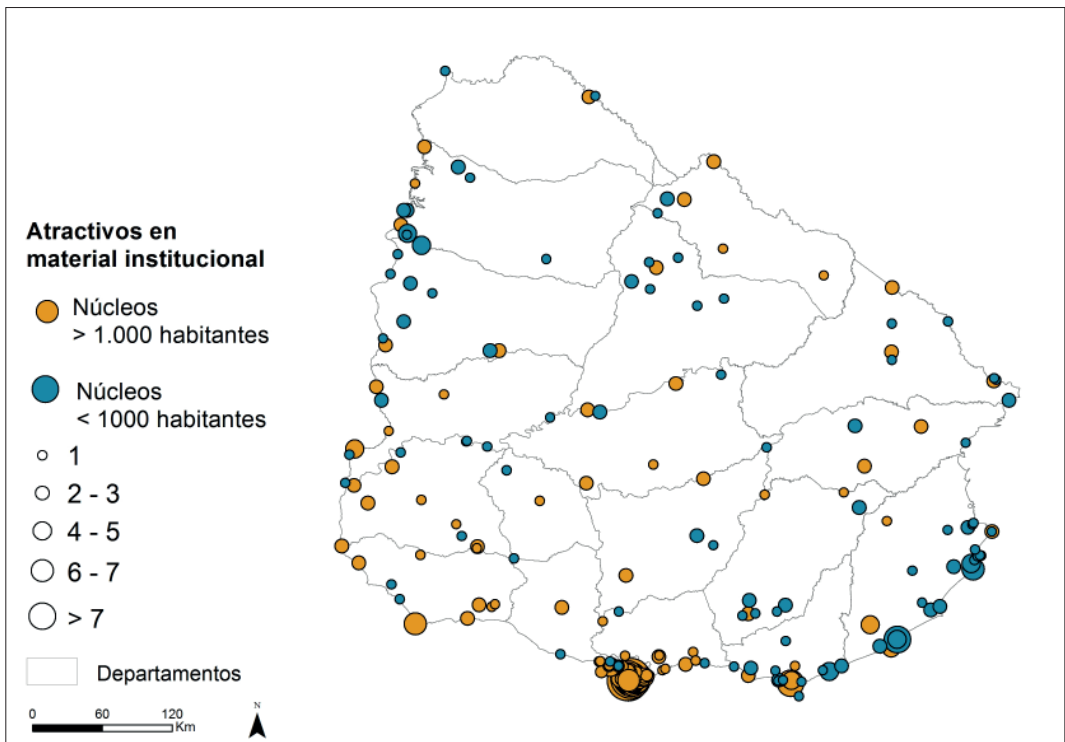 Atractivos en
material institucional
Núcleos
> 1.000 habitantes
Núcleos
< 1000 habitantes
1
2 - 3
4 - 5
6 - 7
> 7
Departamentos
0 60 120
Km
N